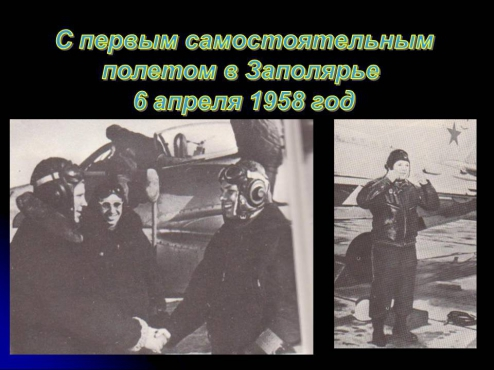 С первым самостоятельным
полетом в Заполярье
6 апреля 1958 год